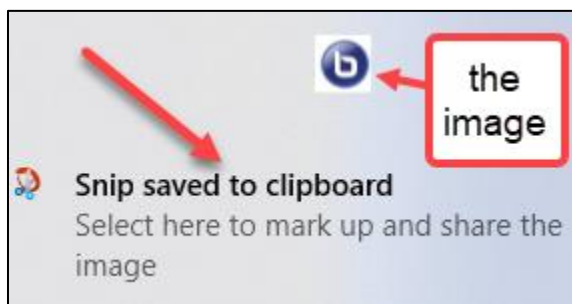 the
image
Snip saved to clipboard
Select here to mark up and share the
image